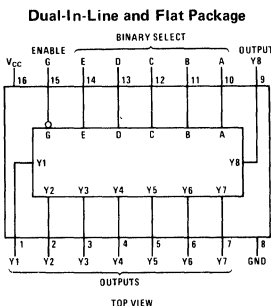 Dual-In-Line and Flat Package
BINARY SELECT
ENABLE OUTPUT
VCC G E D C B A Y8
16 15 14 13 12 11 10 9
G E D C B A
Y1 Y8
Y2 Y3 Y4 Y5 Y6 Y7
1 2 3 4 5 6 7 8
Y1 Y2 Y3 Y4 Y5 Y6 Y7 GND
OUTPUTS
TOP VIEW